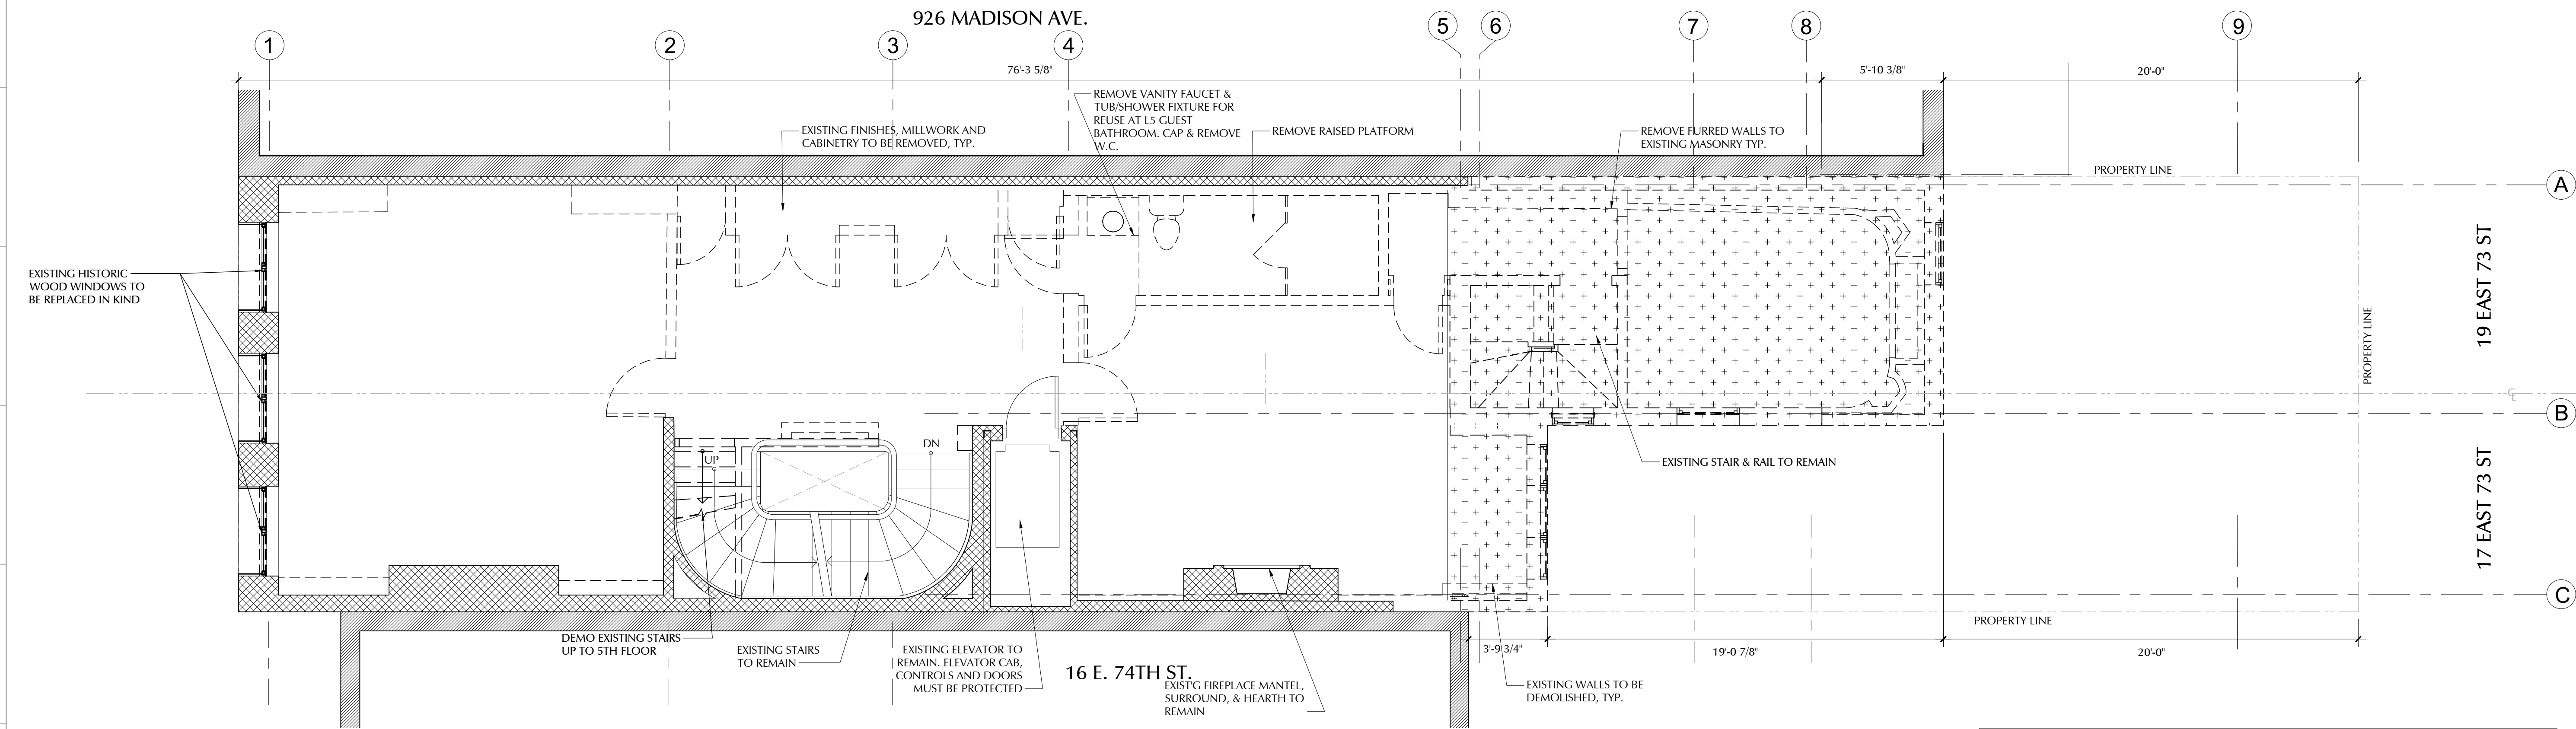 926 MADISON AVE.
1
2
3
4
5
6
7
8
9
76'-3 5/8"
5'-10 3/8"
20'-0"
REMOVE VANITY FAUCET &
TUB/SHOWER FIXTURE FOR
REUSE AT L5 GUEST
BATHROOM. CAP & REMOVE
W.C.
EXISTING FINISHES, MILLWORK AND
CABINETRY TO BE REMOVED, TYP.
REMOVE RAISED PLATFORM
REMOVE FURRED WALLS TO
EXISTING MASONRY TYP.
PROPERTY LINE
A
EXISTING HISTORIC
WOOD WINDOWS TO
BE REPLACED IN KIND
19 EAST 73 ST
PROPERTY LINE
CL
B
DN
UP
EXISTING STAIR & RAIL TO REMAIN
17 EAST 73 ST
C
PROPERTY LINE
DEMO EXISTING STAIRS
UP TO 5TH FLOOR
EXISTING STAIRS
TO REMAIN
EXISTING ELEVATOR TO
REMAIN. ELEVATOR CAB,
CONTROLS AND DOORS
MUST BE PROTECTED
16 E. 74TH ST.
EXIST'G FIREPLACE MANTEL,
SURROUND, & HEARTH TO
REMAIN
3'-9 3/4"
19'-0 7/8"
20'-0"
EXISTING WALLS TO BE
DEMOLISHED, TYP.